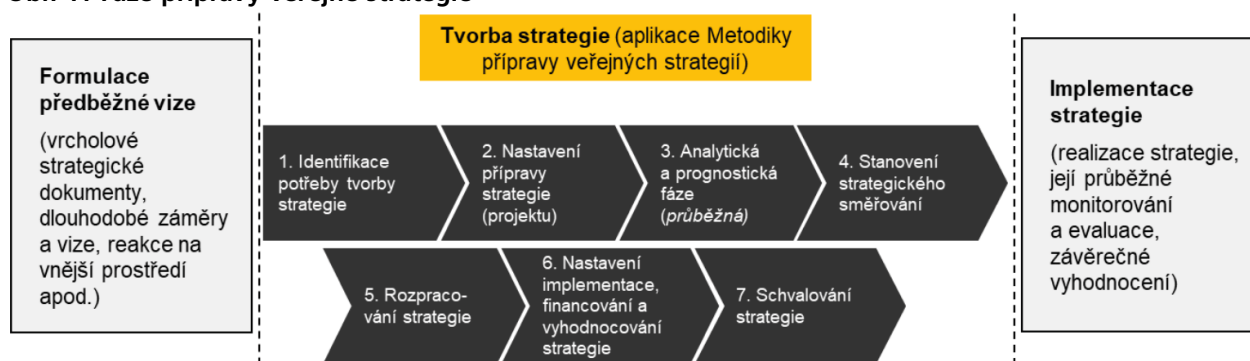 Tvorba strategie (aplikace Metodiky
přípravy veřejných strategií)
Formulace
předběžné vize
(vrcholové
strategické
dokumenty,
dlouhodobé záměry
a vize, reakce na
vnější prostředí
apod.)
1. Identifikace
potřeby tvorby
strategie
2. Nastavení
přípravy
strategie
(projektu)
3. Analytická
a prognostická
fáze
(průběžná)
4. Stanovení
strategického
směřování
5. Rozpraco-
vání strategie
6. Nastavení
implementace,
financování a
vyhodnocování
strategie
7. Schvalování
strategie
Implementace
strategie
(realizace strategie,
její průběžné
monitorování
a evaluace,
závěrečné
vyhodnocení)